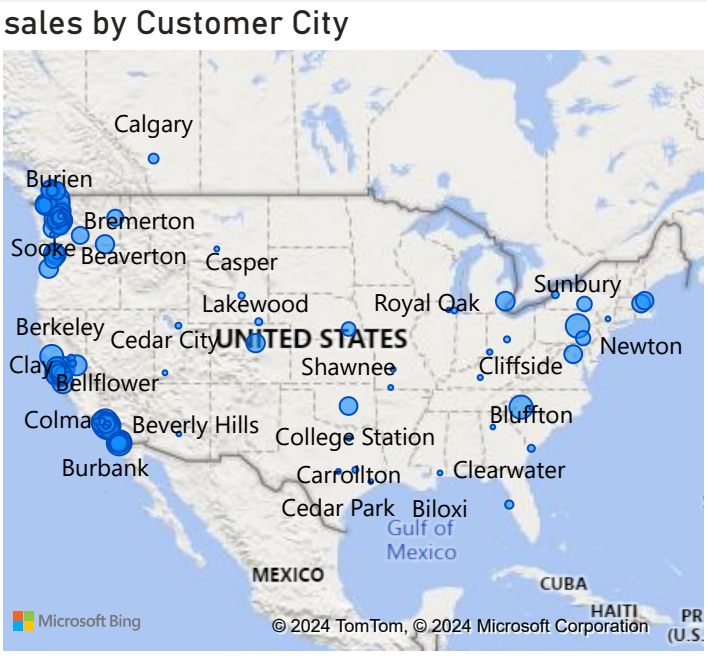 sales by Customer City
Calgary
Burien
Bremerton
Sooke
Beaverton
Casper
Sunbury
Lakewood
Royal Oak
Berkeley
Cedar City
UNITED STATES
Newton
Clay
Shawnee
Cliffside
Bellflower
Colma
Beverly Hills
Bluffton
College Station
Burbank
Carrollton
Clearwater
Cedar Park
Biloxi
Gulf of
Mexico
MEXICO
CUBA
HAITI
PR
(U.S.
Microsoft Bing
© 2024 TomTom, © 2024 Microsoft Corporation